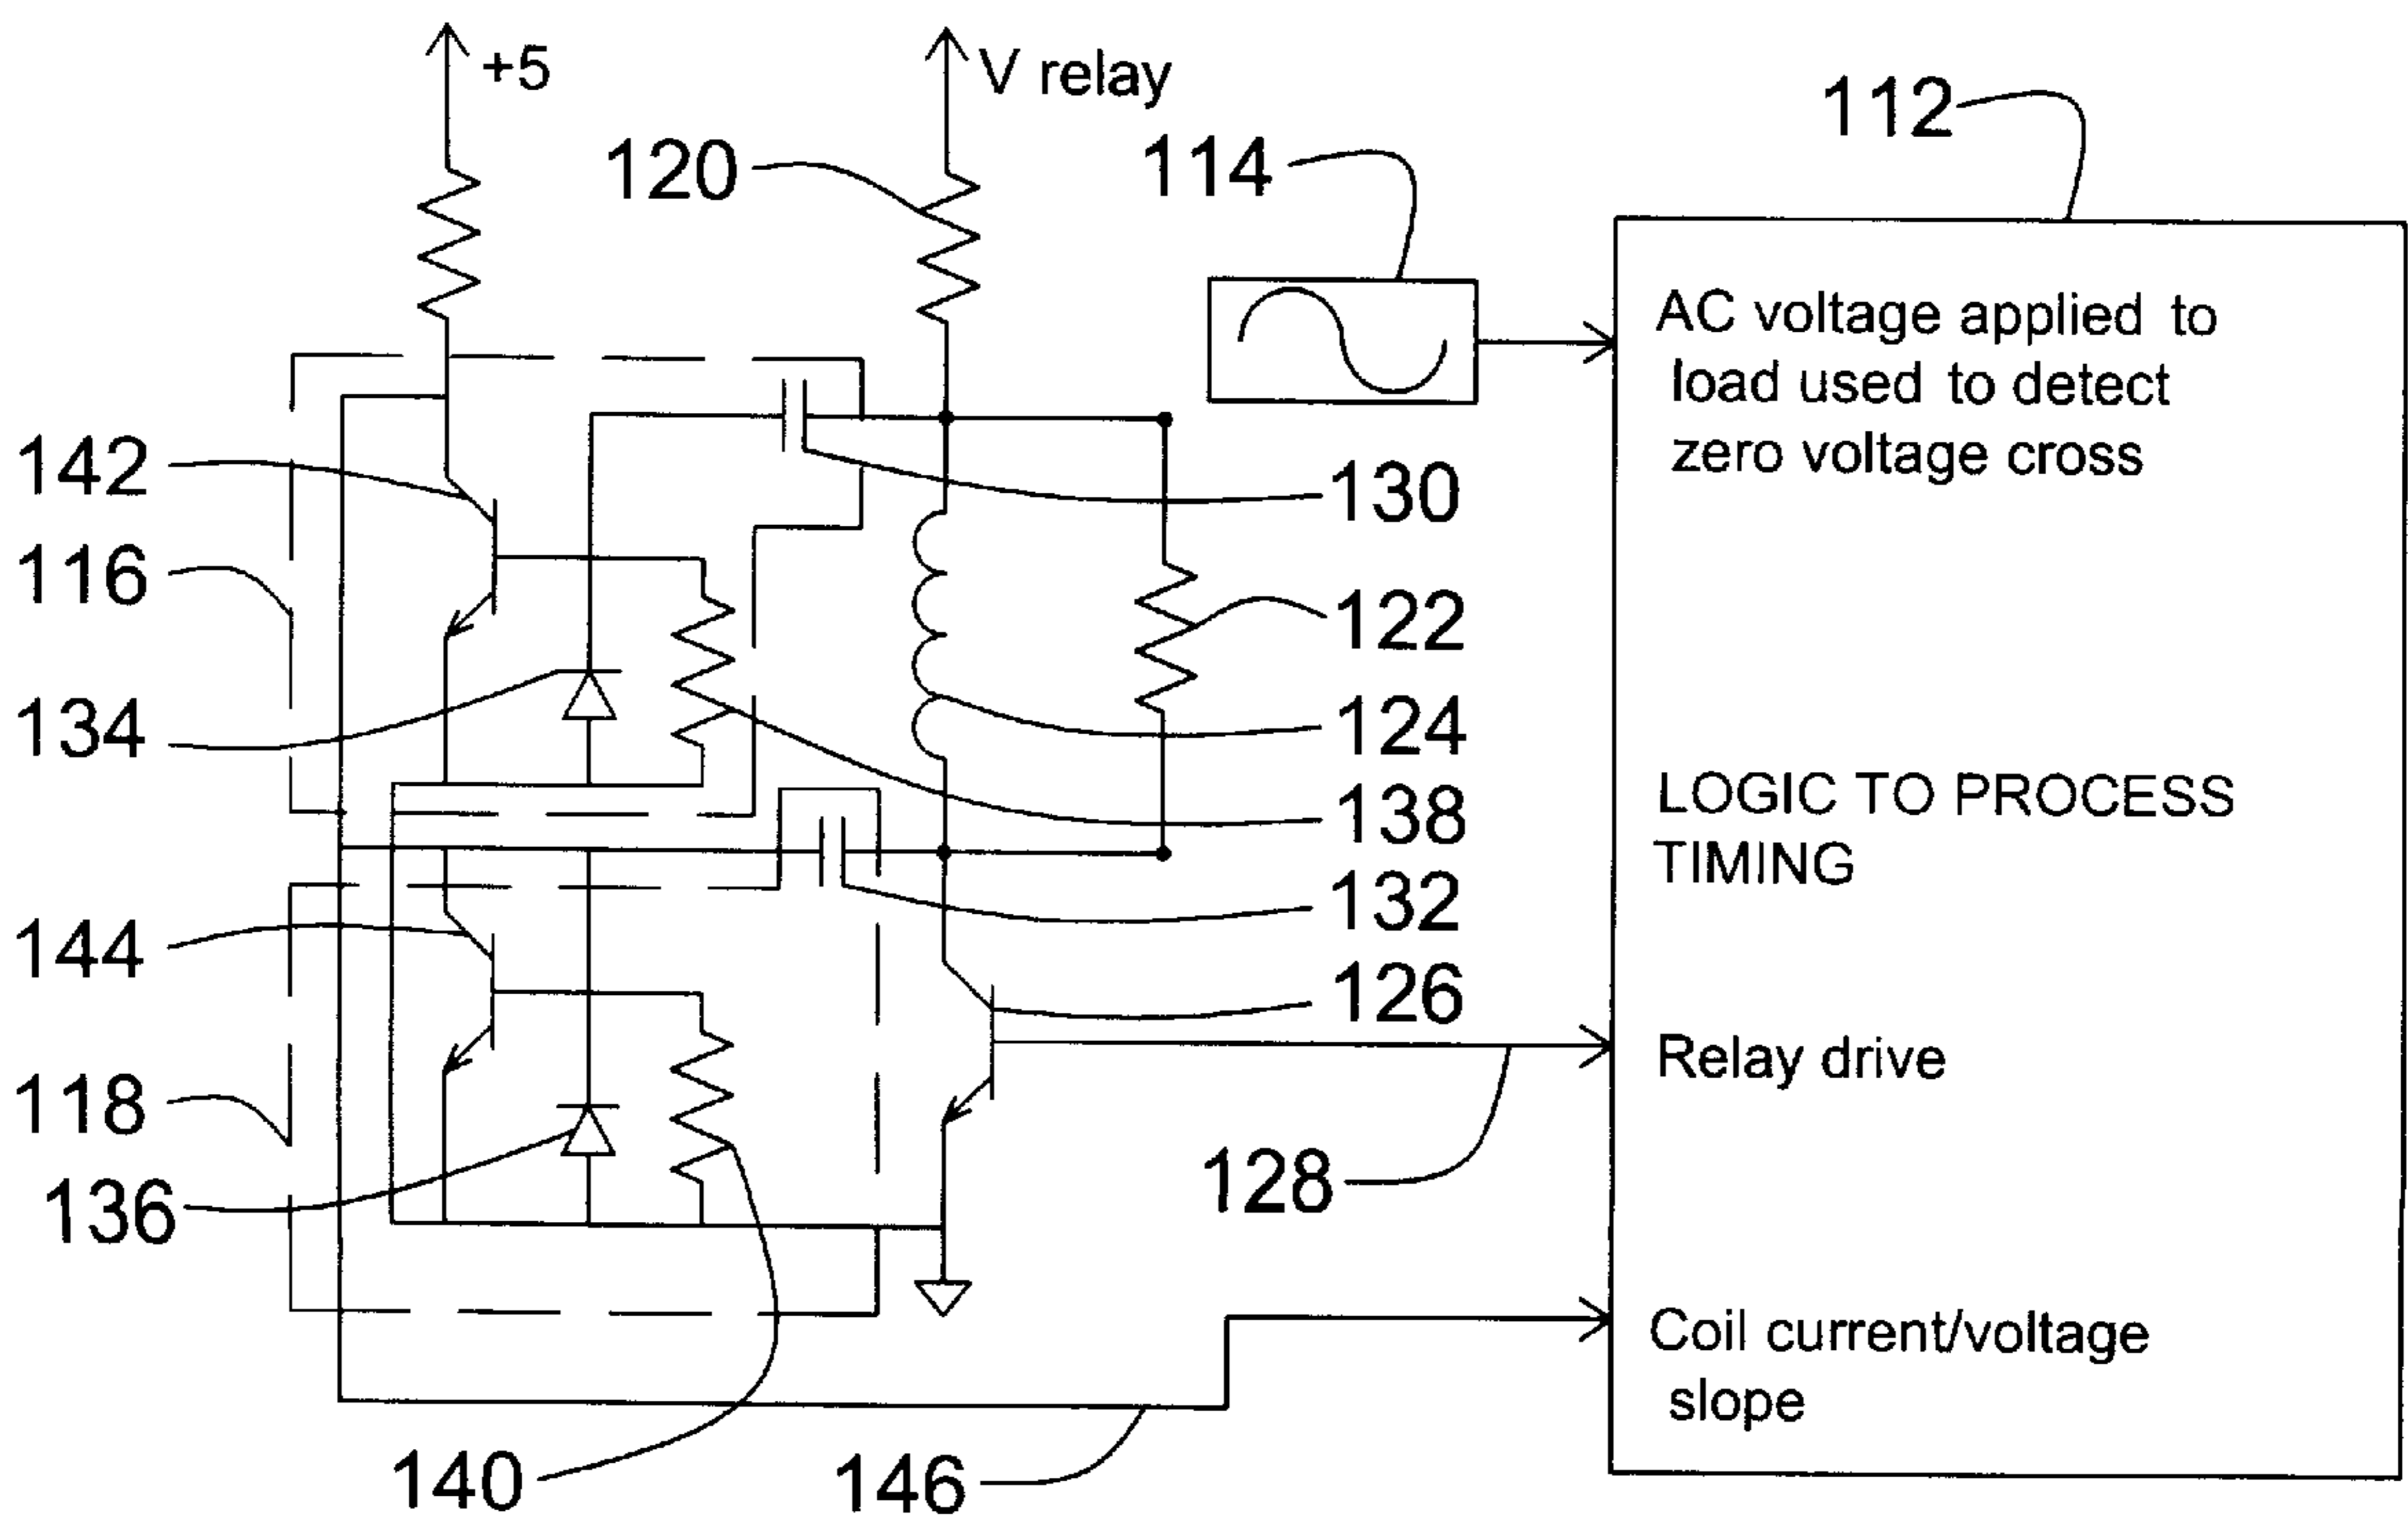 +5
V relay
112
120
114
AC voltage applied to
load used to detect
zero voltage cross
142
130
116
122
134
124
138
LOGIC TO PROCESS
TIMING
132
144
126
Relay drive
118
128
136
Coil current/voltage
slope
140
146